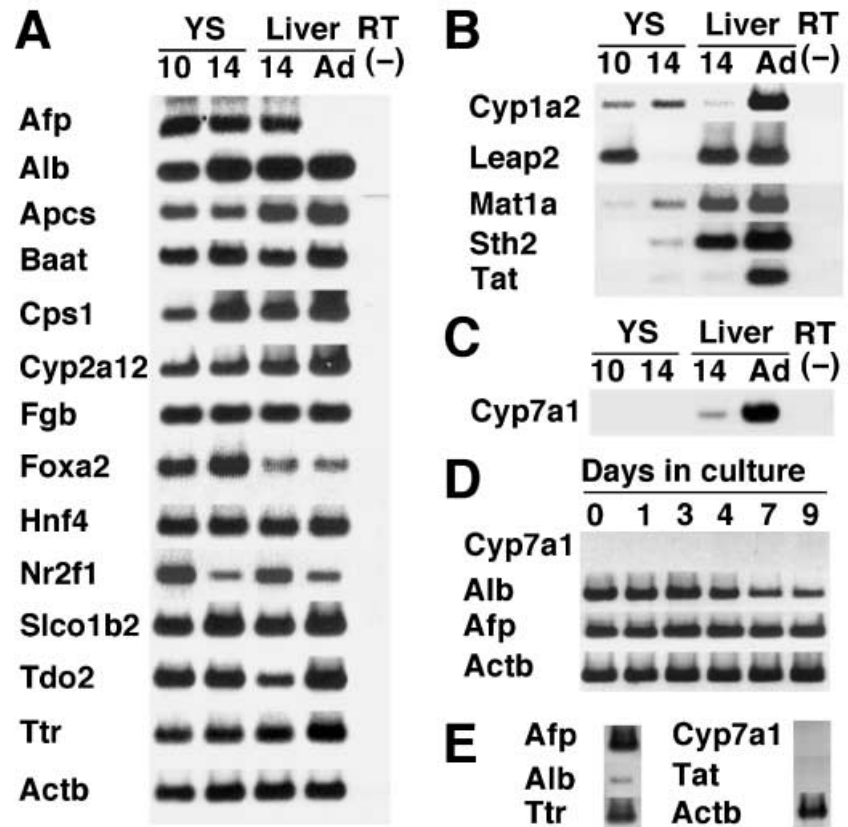 A
YS Liver RT
10 14 14 Ad (–)
Afp
Alb
Apcs
Baat
Cps1
Cyp2a12
Fgb
Foxa2
Hnf4
Nr2f1
Slco1b2
Tdo2
Ttr
Actb
B
YS Liver RT
10 14 14 Ad (–)
Cyp1a2
Leap2
Mat1a
Sth2
Tat
C
YS Liver RT
10 14 14 Ad (–)
Cyp7a1
D
Days in culture
0 1 3 4 7 9
Cyp7a1
Alb
Afp
Actb
E
Afp Cyp7a1
Alb Tat
Ttr Actb